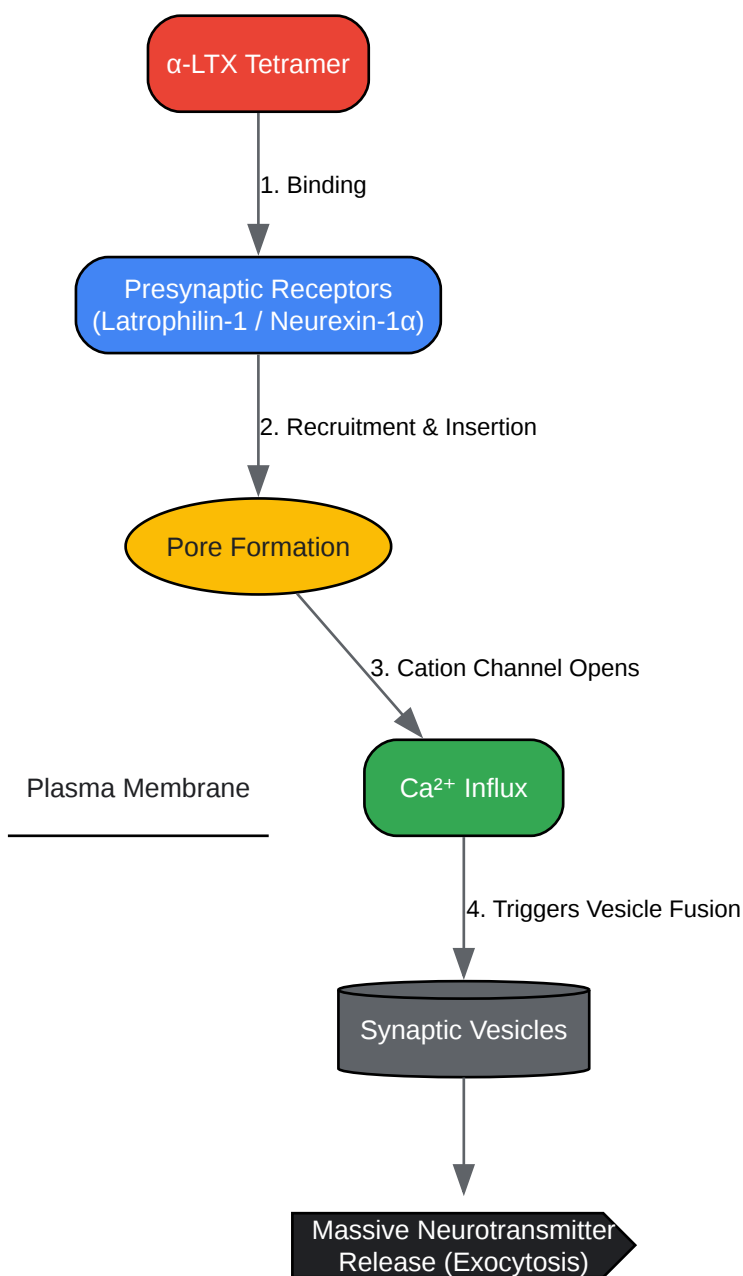 α-LTX Tetramer
1. Binding
Presynaptic Receptors
(Latrophilin-1 / Neurexin-1α)
2. Recruitment & Insertion
Pore Formation
3. Cation Channel Opens
Plasma Membrane
Ca²⁺ Influx
4. Triggers Vesicle Fusion
Synaptic Vesicles
Massive Neurotransmitter
Release (Exocytosis)